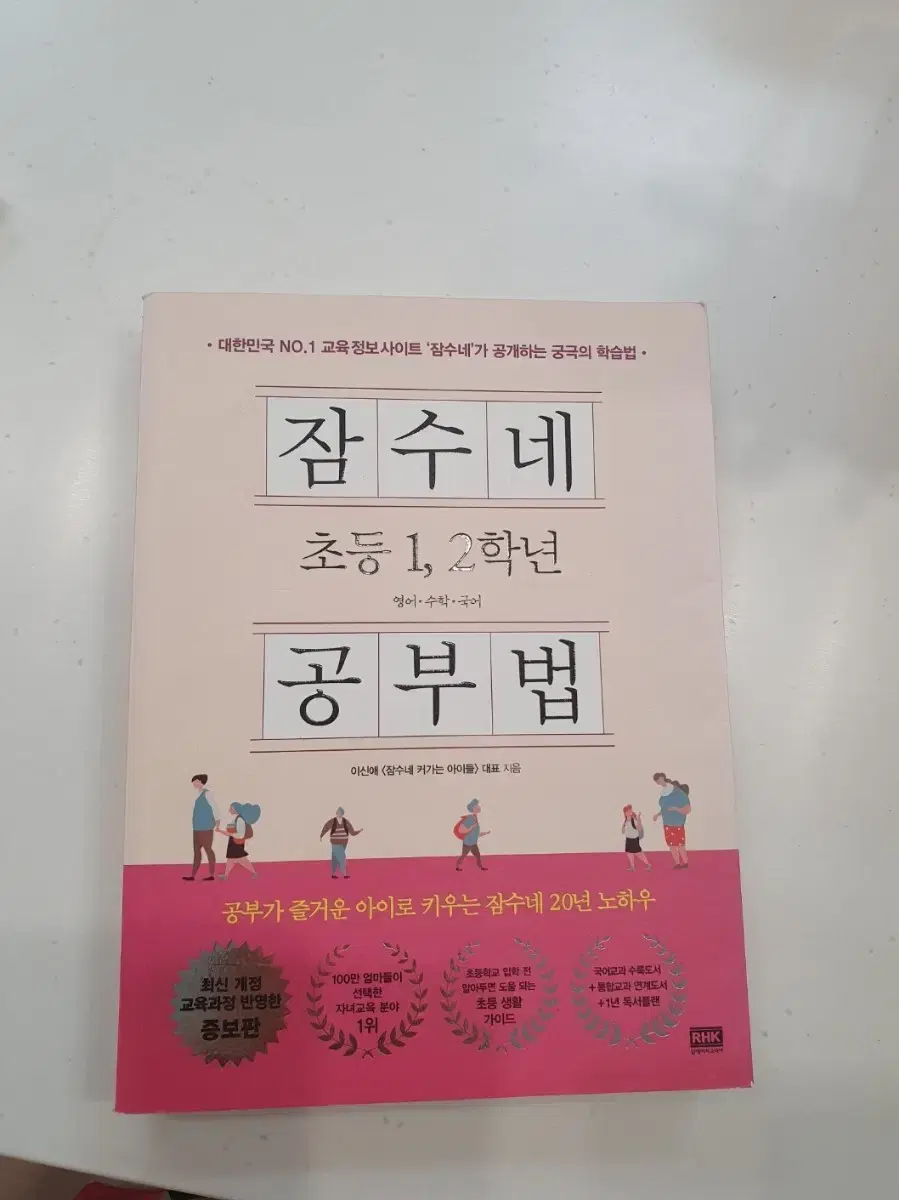 • 대한민국 NO.1 교육정보사이트 '잠수네'가 공개하는 궁극의 학습법 •
잠수네
초등 1, 2학년
영어•수학•국어
공부법
이신애 〈잠수네 커가는 아이들〉 대표 지음
공부가 즐거운 아이로 키우는 잠수네 20년 노하우
최신 개정
교육과정 반영한
증보판
100만 엄마들이
선택한
자녀교육 분야
1위
초등학교 입학 전
알아두면 도움 되는
초등 생활
가이드
국어교과 수록도서
+ 통합교과 연계도서
+ 1년 독서플랜
RHK
알에이치코리아